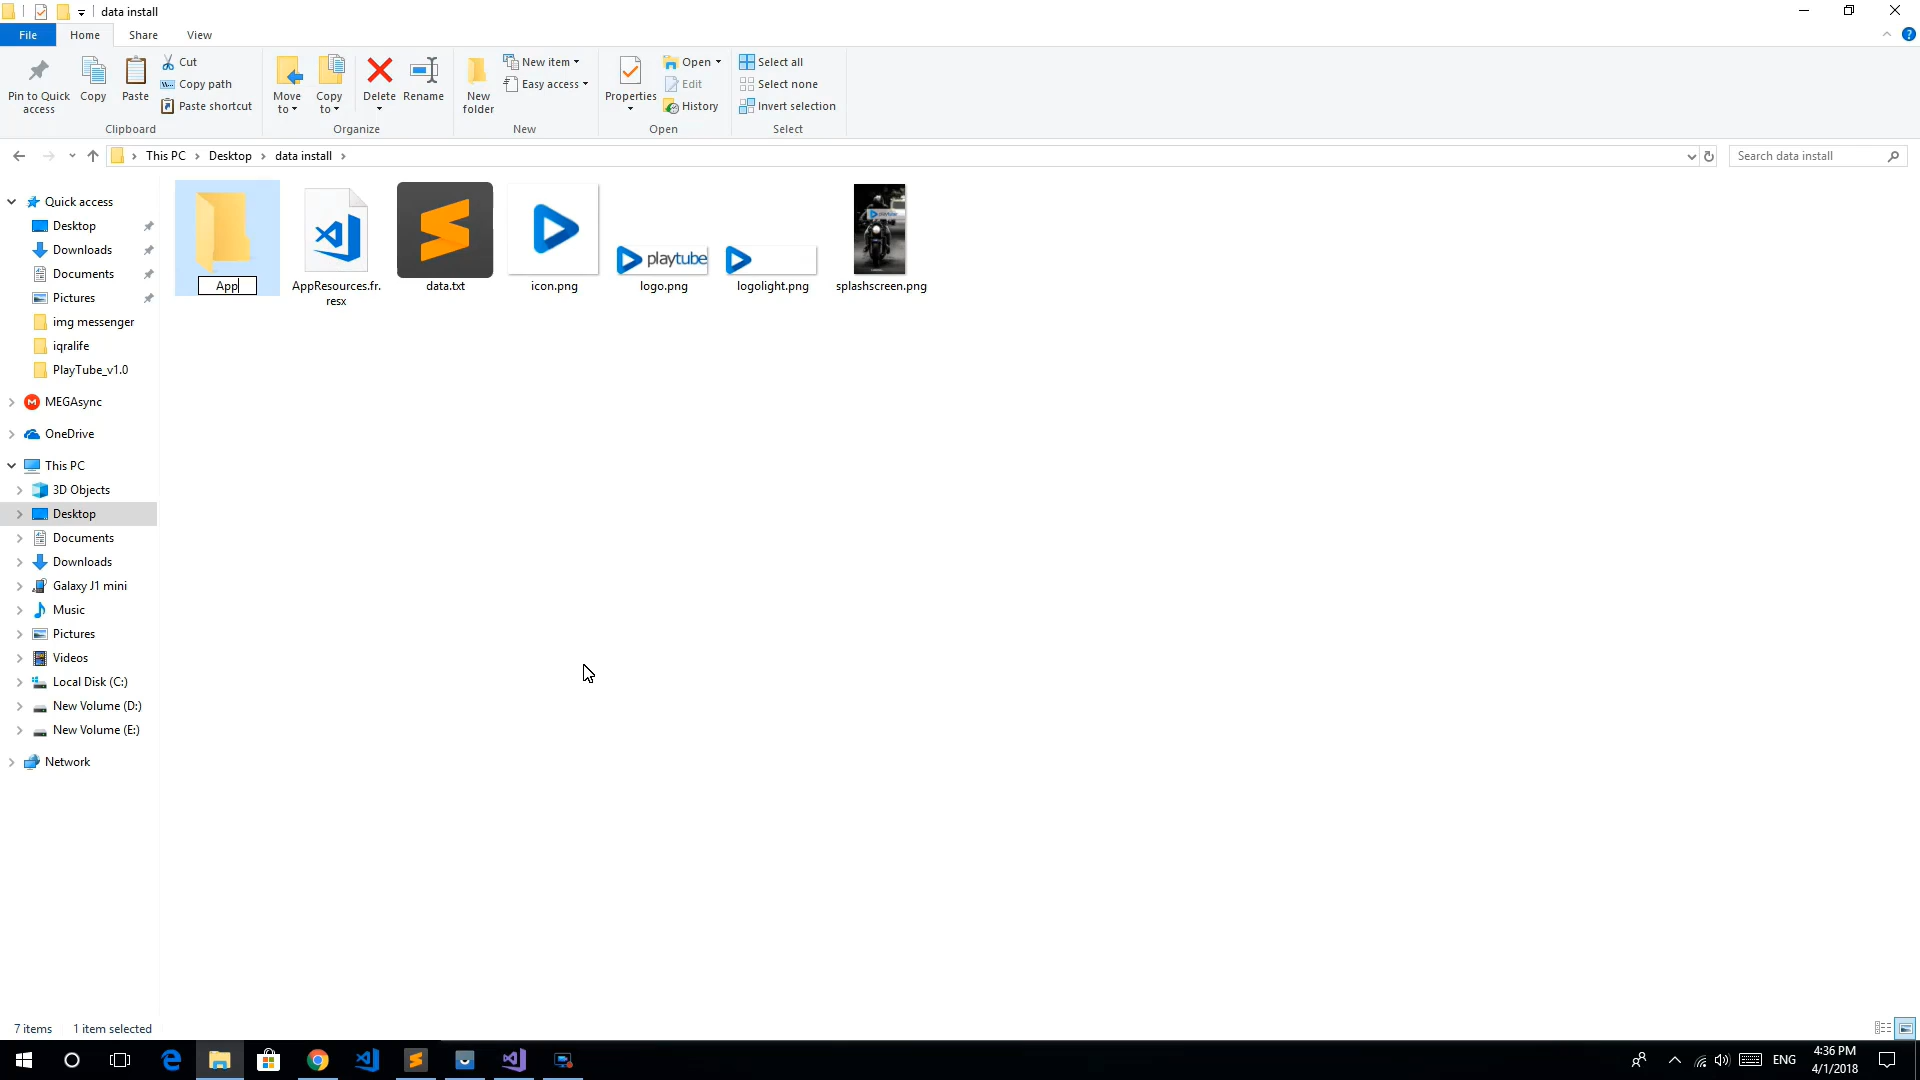 data install
File
Home
Share
View
Pin to Quick
access
Copy
Paste
Cut
Copy path
Paste shortcut
Clipboard
Move
to
Copy
to
Delete
Rename
Organize
New
folder
New item
Easy access
New
Properties
Open
Edit
History
Open
Select all
Select none
Invert selection
Select
This PC
Desktop
data install
Search data install
Quick access
Desktop
Downloads
Documents
Pictures
img messenger
iqralife
PlayTube_v1.0
MEGAsync
OneDrive
This PC
3D Objects
Desktop
Documents
Downloads
Galaxy J1 mini
Music
Pictures
Videos
Local Disk (C:)
New Volume (D:)
New Volume (E:)
Network
App
AppResources.fr.
resx
data.txt
icon.png
playtube
logo.png
logolight.png
splashscreen.png
7 items
1 item selected
ENG
4:36 PM
4/1/2018